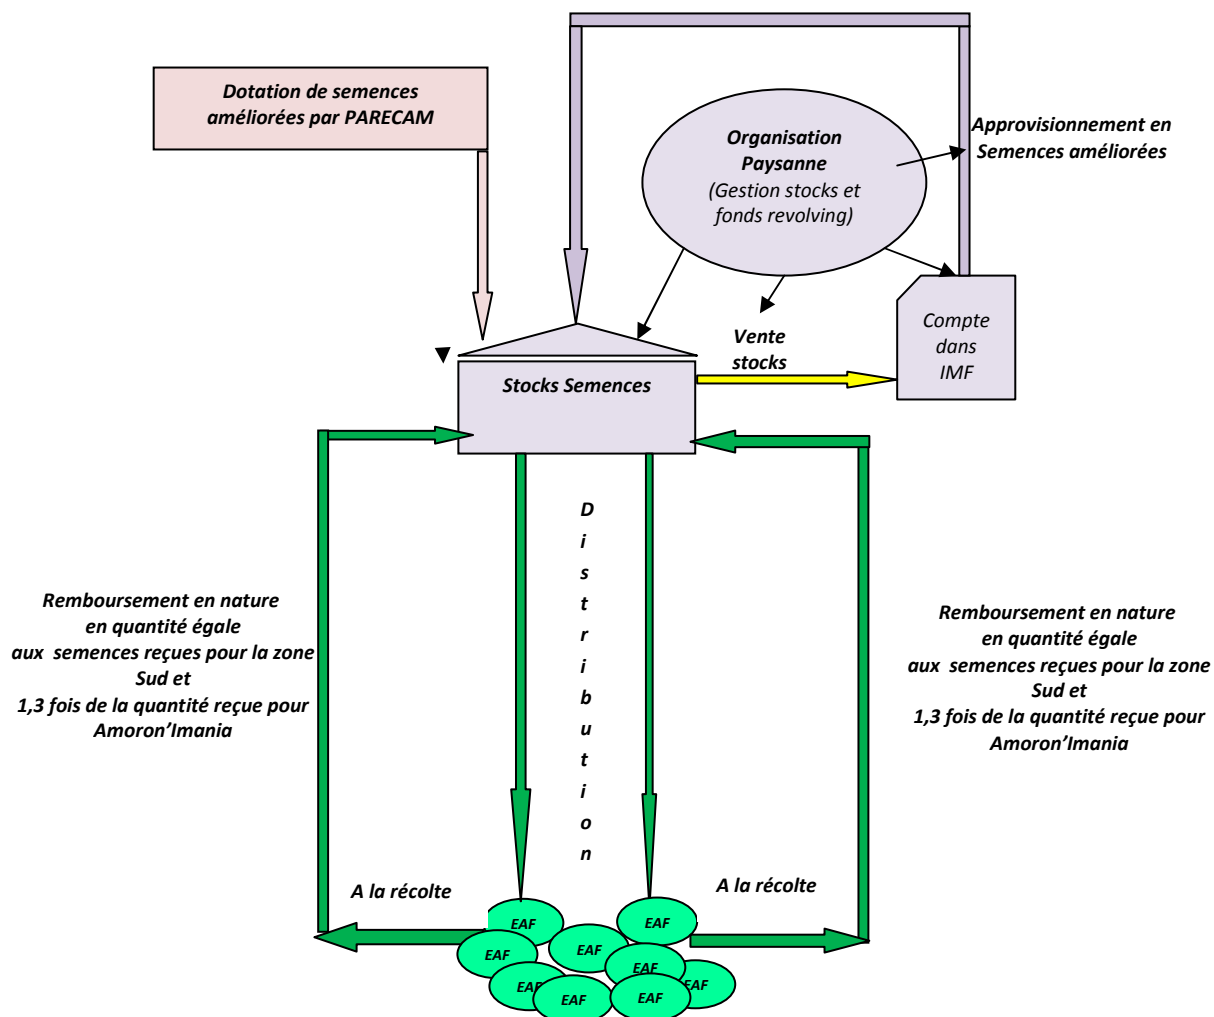 Dotation de semences
améliorées par PARECAM
Organisation
Paysanne
(Gestion stocks et
fonds revolving)
Approvisionnement en
Semences améliorées
Compte
dans
IMF
Vente
stocks
Stocks Semences
D
i
s
t
r
i
b
u
t
i
o
n
Remboursement en nature
en quantité égale
aux semences reçues pour la zone
Sud et
1,3 fois de la quantité reçue pour
Amoron’Imania
Remboursement en nature
en quantité égale
aux semences reçues pour la zone
Sud et
1,3 fois de la quantité reçue pour
Amoron’Imania
A la récolte
A la récolte
EAF
EAF
EAF
EAF
EAF
EAF
EAF
EAF
EAF